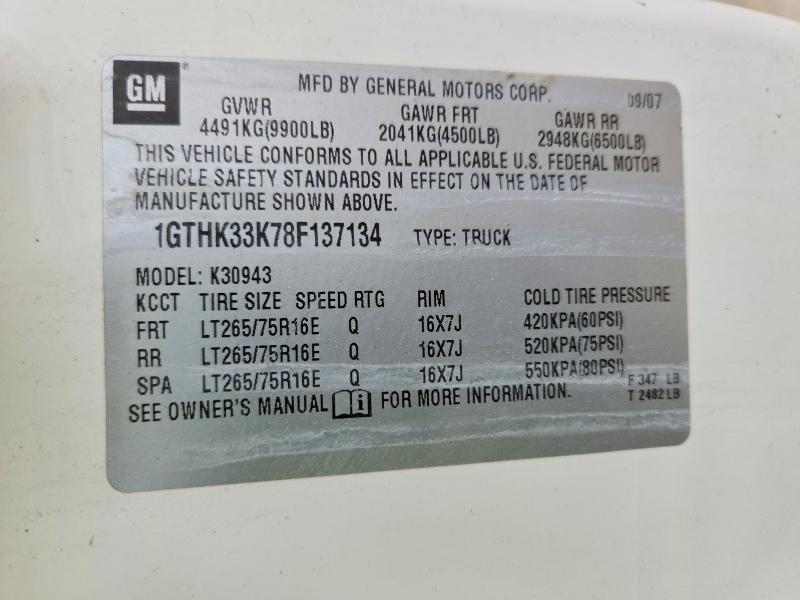 GM ®
MFD BY GENERAL MOTORS CORP. 09/07
GVWR GAWR FRT GAWR RR
4491KG(9900LB) 2041KG(4500LB) 2948KG(6500LB)
THIS VEHICLE CONFORMS TO ALL APPLICABLE U.S. FEDERAL MOTOR
VEHICLE SAFETY STANDARDS IN EFFECT ON THE DATE OF
MANUFACTURE SHOWN ABOVE.
1GTHK33K78F137134 TYPE: TRUCK
MODEL: K30943
KCCT TIRE SIZE SPEED RTG RIM COLD TIRE PRESSURE
FRT LT265/75R16E Q 16X7J 420KPA(60PSI)
RR LT265/75R16E Q 16X7J 520KPA(75PSI)
SPA LT265/75R16E Q 16X7J 550KPA(80PSI)
F 347 LB
SEE OWNER'S MANUAL i FOR MORE INFORMATION. T 2482 LB